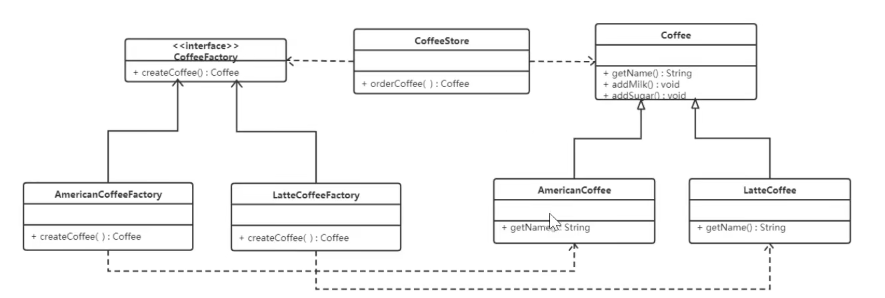 <<interface>>
CoffeeFactory
+ createCoffee() : Coffee
CoffeeStore
+ orderCoffee( ) : Coffee
Coffee
+ getName() : String
+ addMilk() : void
+ addSugar() : void
AmericanCoffeeFactory
+ createCoffee( ) : Coffee
LatteCoffeeFactory
+ createCoffee( ) : Coffee
AmericanCoffee
+ getName() : String
LatteCoffee
+ getName() : String